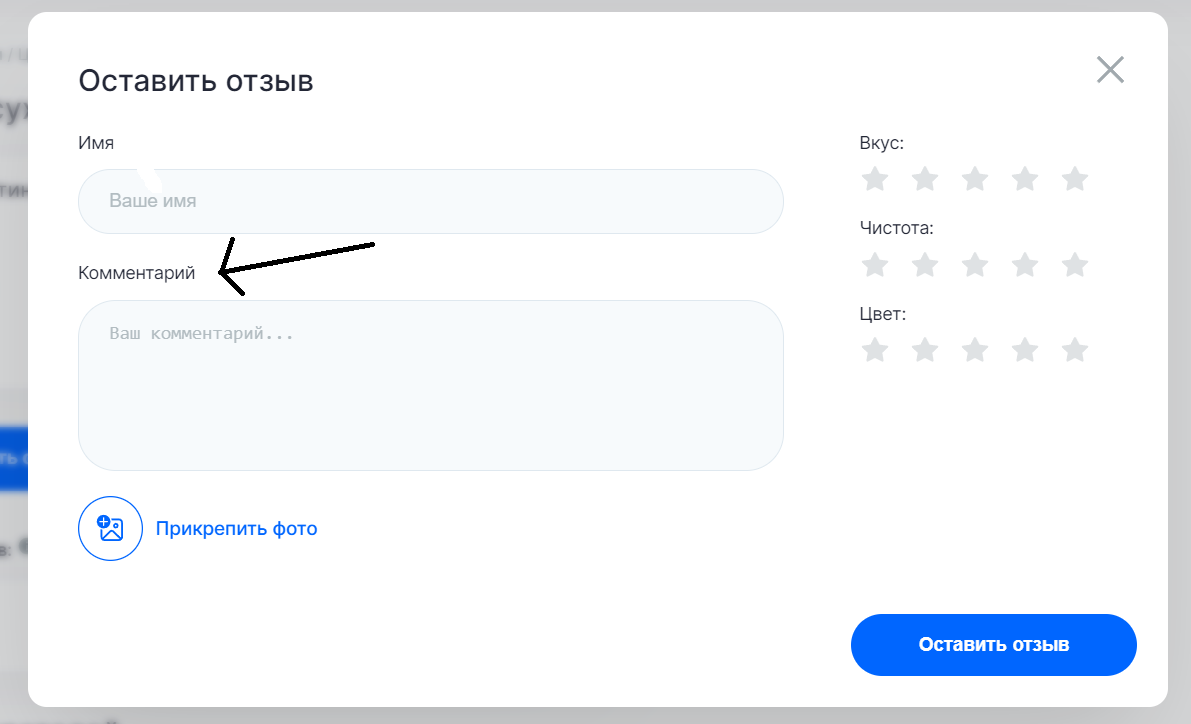 Оставить отзыв
Имя
Ваше имя
Комментарий
Ваш комментарий...
Прикрепить фото
Вкус:
Чистота:
Цвет:
Оставить отзыв